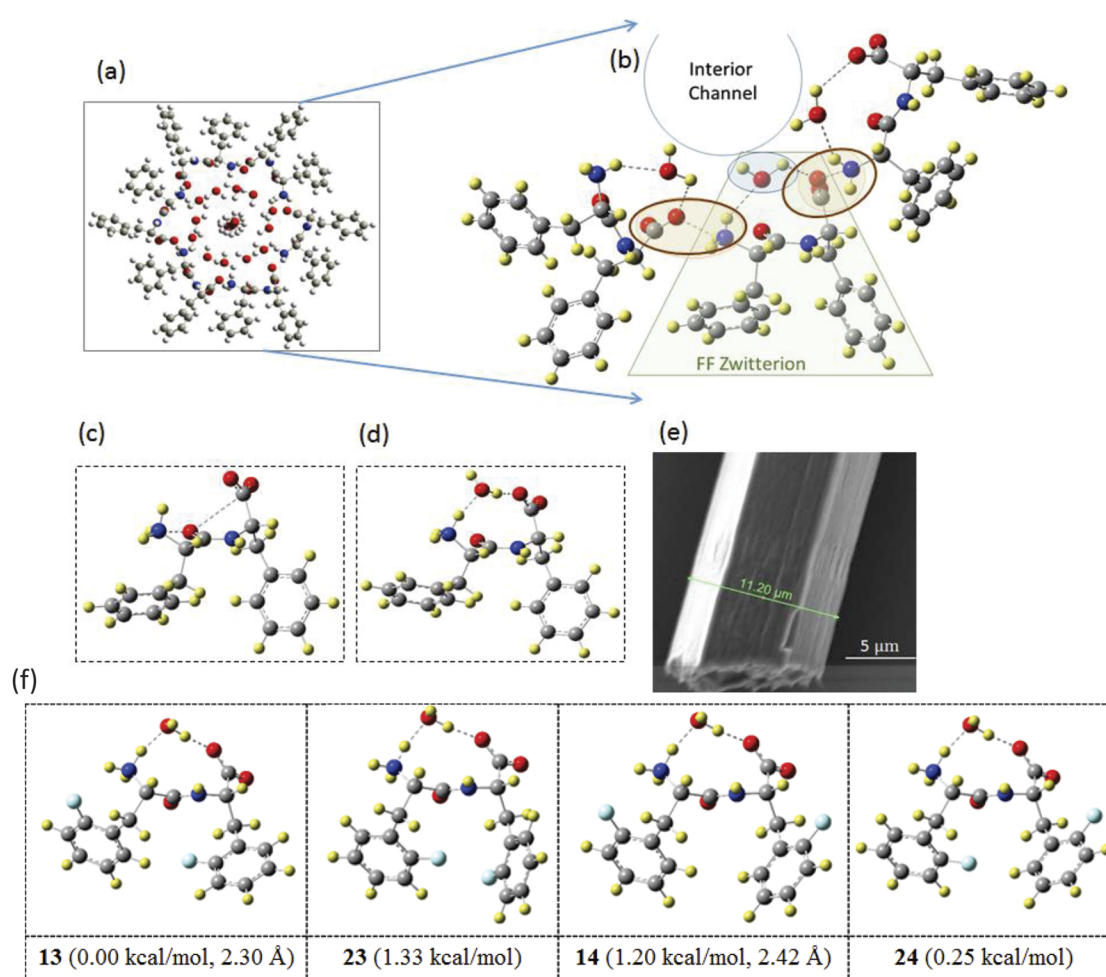 (a)
(b)
Interior
Channel
FF Zwitterion
(c)
(d)
(e)
11.20 µm
5 µm
(f)
13 (0.00 kcal/mol, 2.30 Å)
23 (1.33 kcal/mol)
14 (1.20 kcal/mol, 2.42 Å)
24 (0.25 kcal/mol)